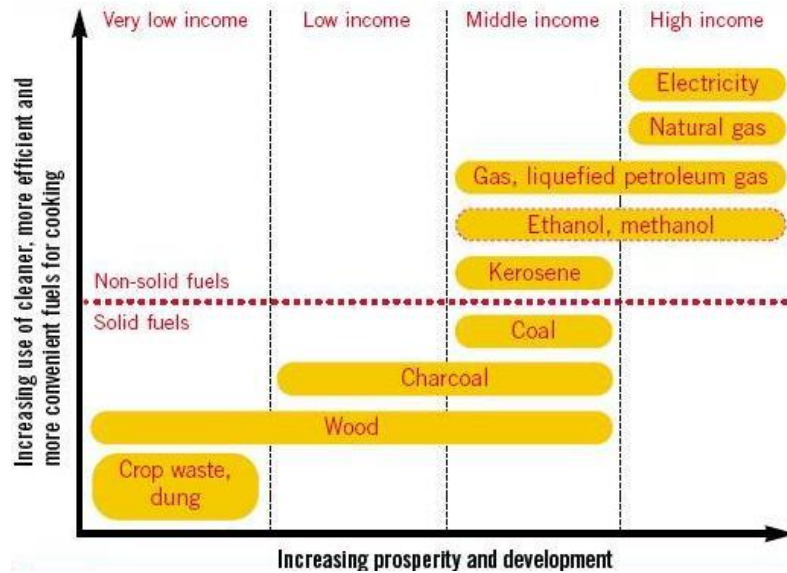 Very low income
Low income
Middle income
High income
Increasing use of cleaner, more efficient and
more convenient fuels for cooking
Electricity
Natural gas
Gas, liquefied petroleum gas
Ethanol, methanol
Non-solid fuels
Kerosene
Solid fuels
Coal
Charcoal
Wood
Crop waste,
dung
Increasing prosperity and development